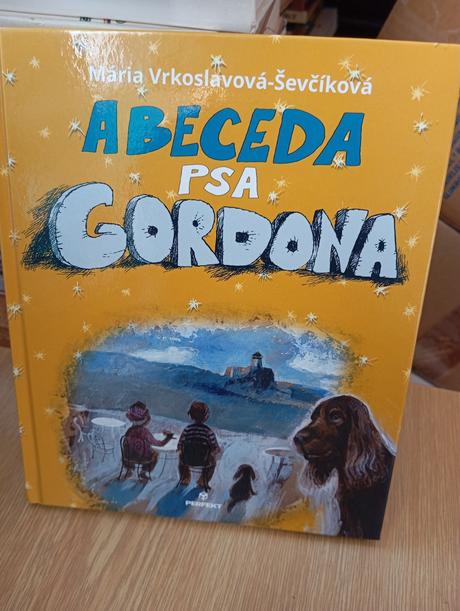 Mária Vrkoslavová-Ševčíková
ABECEDA
PSA
GORDONA
PERFEKT